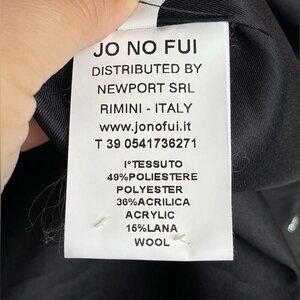 JO NO FUI
DISTRIBUTED BY
NEWPORT SRL
RIMINI - ITALY
www.jonofui.it
T 39 0541736271
I°TESSUTO
49%POLIESTERE
POLYESTER
36%ACRILICA
ACRYLIC
15%LANA
WOOL